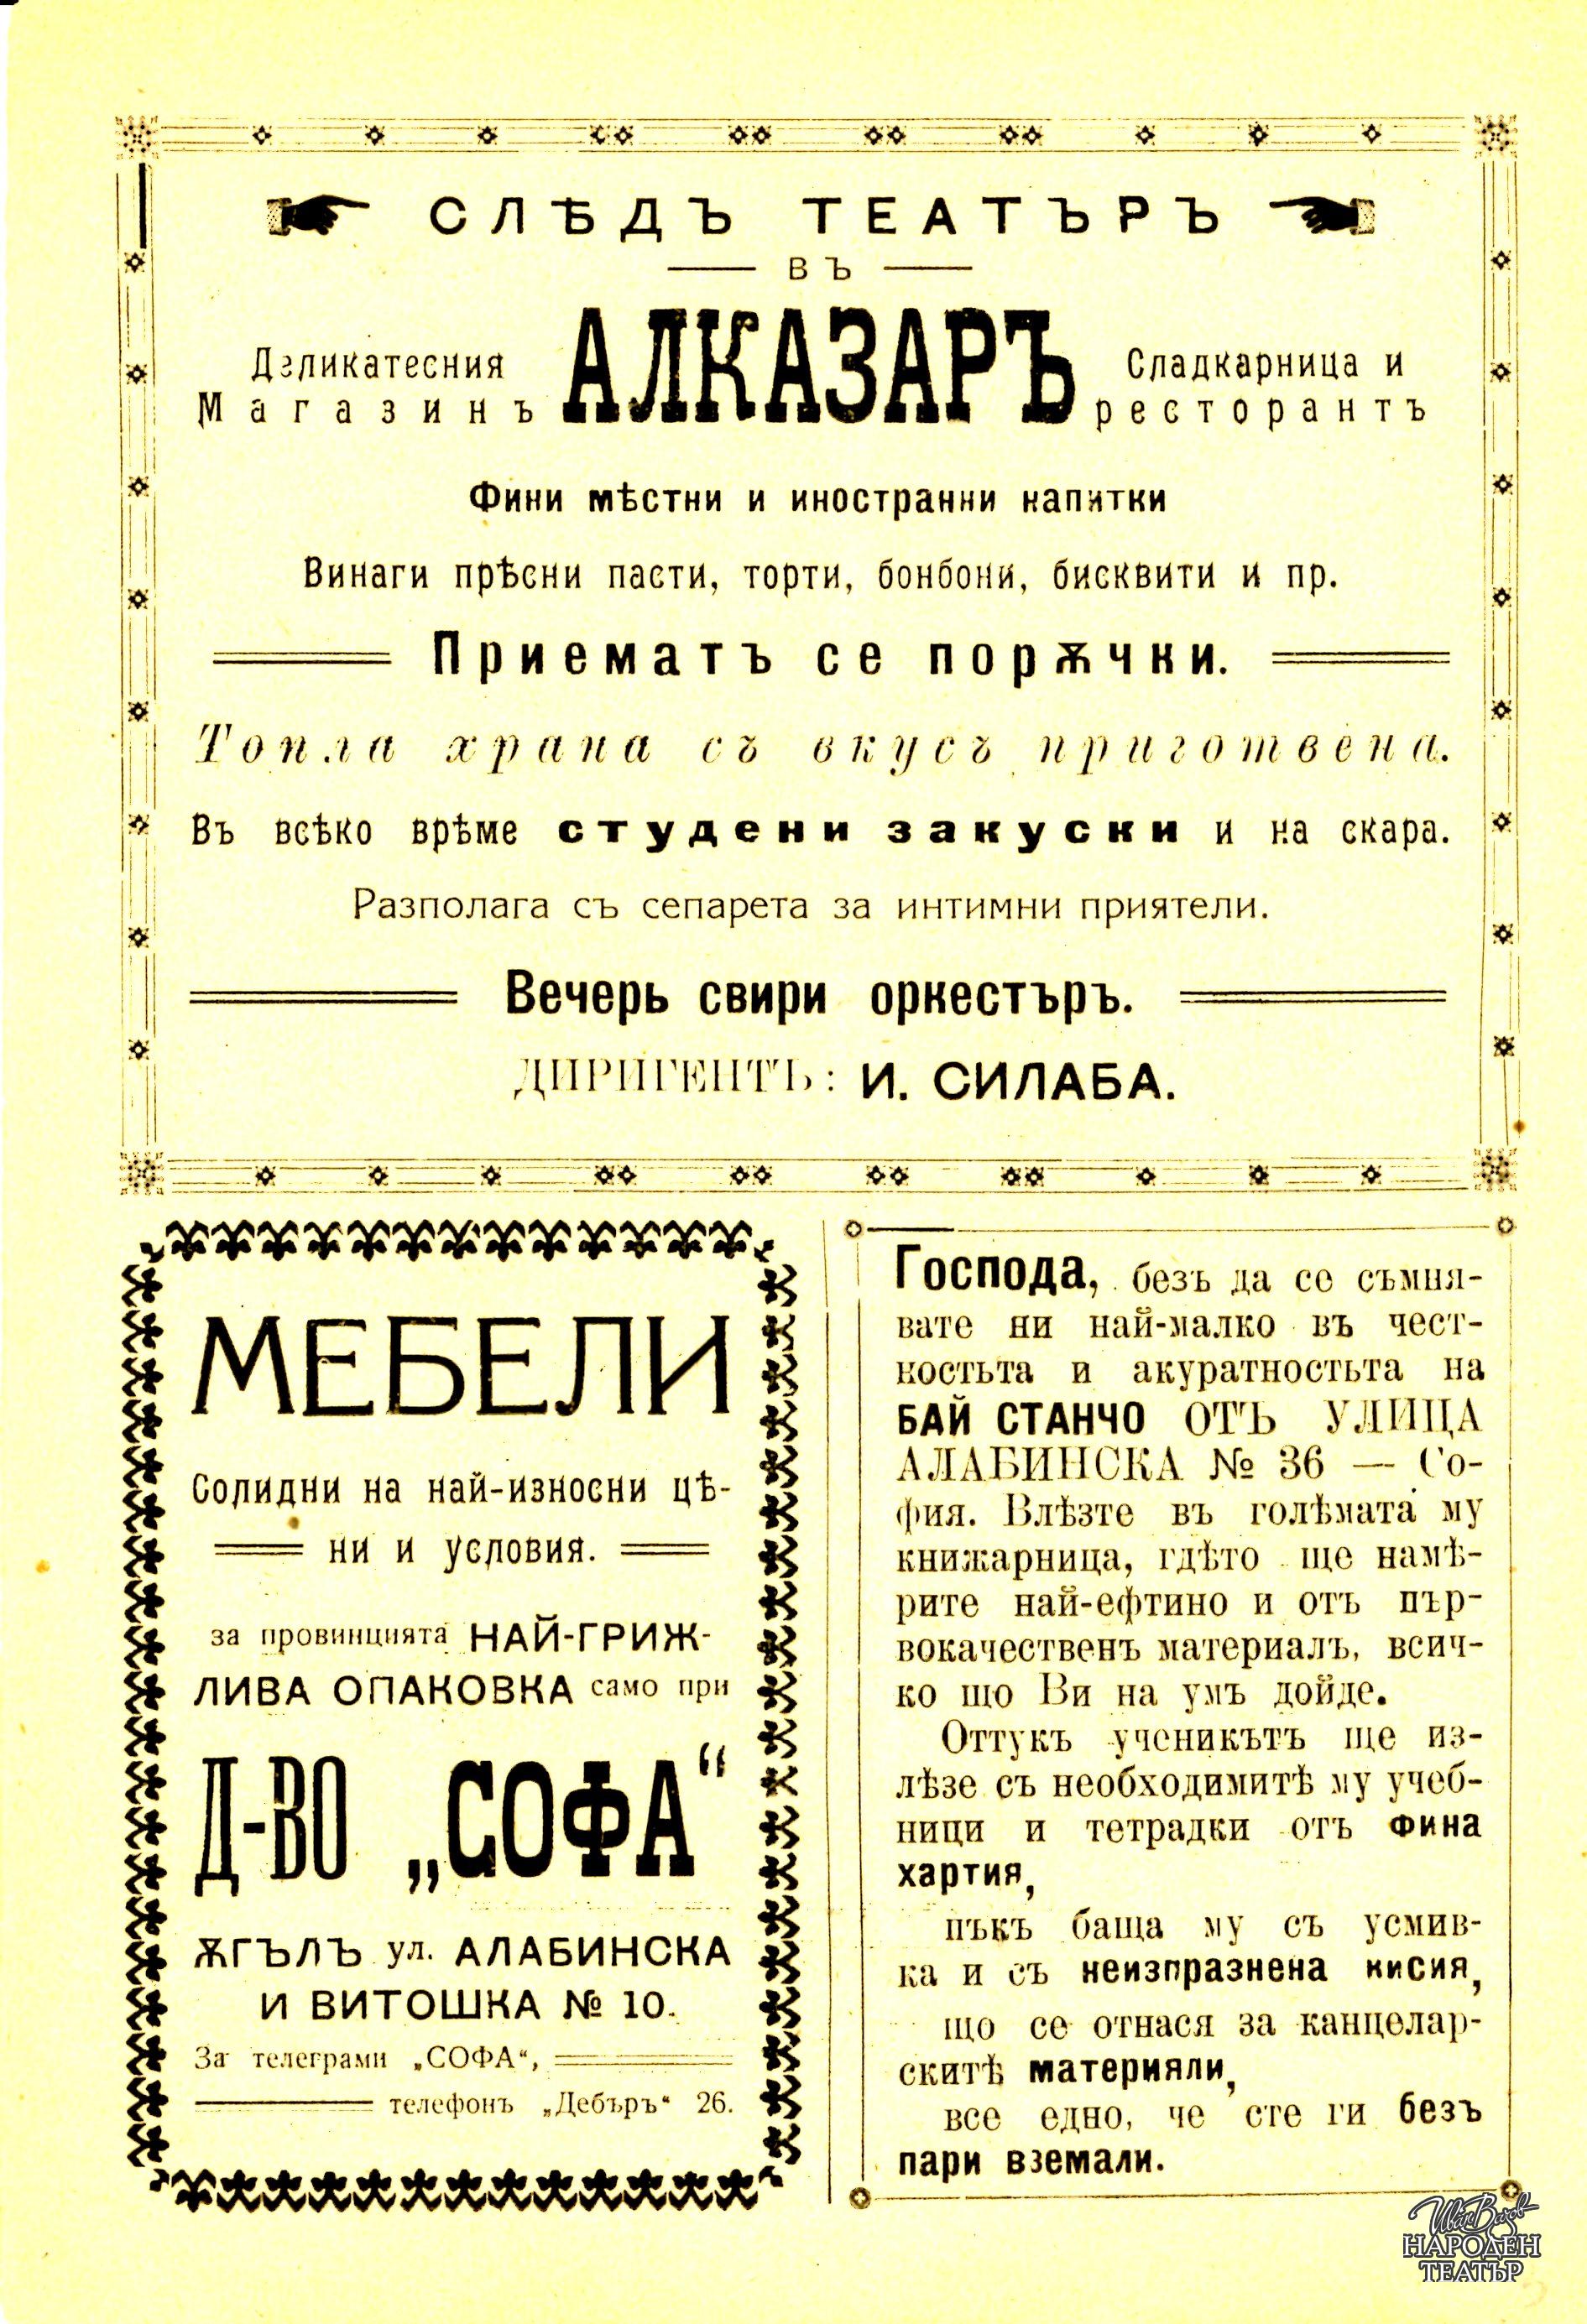 СЛѢДЪ ТЕАТЪРЪ
ВЪ
Деликатесния
Магазинъ
АЛКАЗАРЪ
Сладкарница и
ресторантъ
Фини мѣстни и иностранни напитки
Винаги прѣсни пасти, торти, бонбони, бисквити и пр.
Приематъ се порѫчки.
Топла храна съ вкусъ приготвена.
Въ всѣко врѣме студени закуски и на скара.
Разполага съ сепарета за интимни приятели.
Вечерь свири оркестъръ.
ДИРИГЕНТЪ: И. СИЛАБА.
МЕБЕЛИ
Солидни на най-износни цѣ-
ни и условия.
за провинцията НАЙ-ГРИЖ-
ЛИВА ОПАКОВКА само при
Д-ВО „СОФА“
ѪГЪЛЪ ул. АЛАБИНСКА
И ВИТОШКА № 10.
За телеграми „СОФА“,
телефонъ „Дебъръ“ 26.
Господа, безъ да се съмня-
вате ни най-малко въ чест-
ностьта и акуратностьта на
БАЙ СТАНЧО ОТЪ УЛИЦА
АЛАБИНСКА № 36 — Со-
фия. Влѣзте въ голѣмата му
книжарница, гдѣто ще намѣ-
рите най-ефтино и отъ пър-
вокачественъ материалъ, всич-
ко що Ви на умъ дойде.
Оттукъ ученикътъ ще из-
лѣзе съ необходимитѣ му учеб-
ници и тетрадки отъ фина
хартия,
пъкъ баща му съ усмив-
ка и съ неизпразнена кисия,
що се отнася за канцелар-
скитѣ материяли,
все едно, че сте ги безъ
пари вземали.
Иван Вазов
НАРОДЕН
ТЕАТЪР